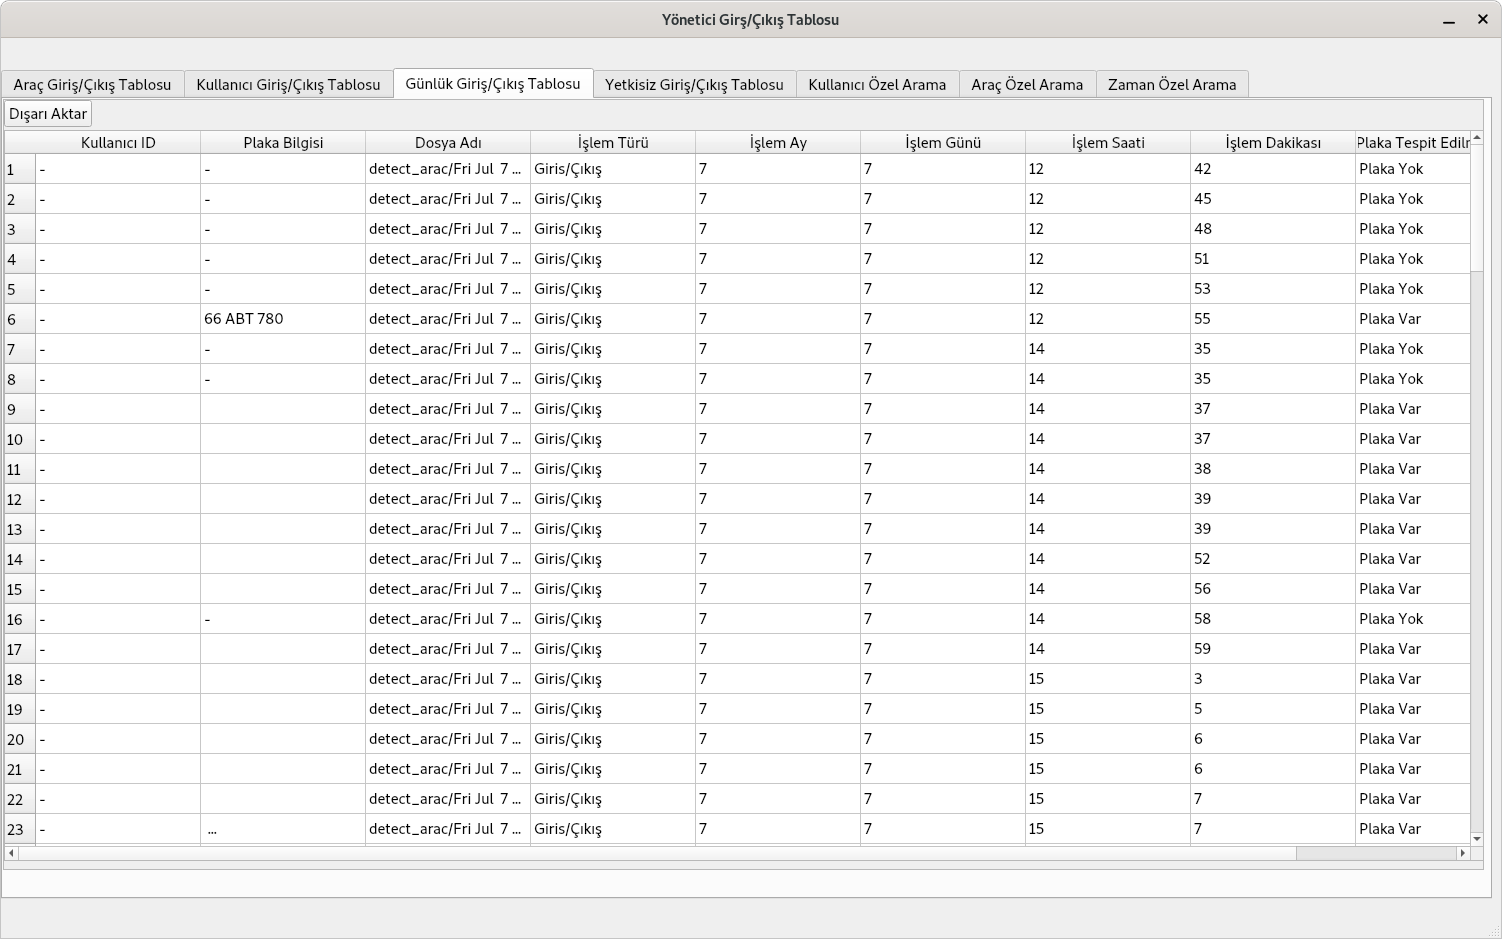 Yönetici Girş/Çıkış Tablosu
Araç Giriş/Çıkış Tablosu Kullanıcı Giriş/Çıkış Tablosu Günlük Giriş/Çıkış Tablosu Yetkisiz Giriş/Çıkış Tablosu Kullanıcı Özel Arama Araç Özel Arama Zaman Özel Arama
Dışarı Aktar
Kullanıcı ID Plaka Bilgisi Dosya Adı İşlem Türü İşlem Ay İşlem Günü İşlem Saati İşlem Dakikası Plaka Tespit Edilr
1 - - detect_arac/Fri Jul 7 ... Giris/Çıkış 7 7 12 42 Plaka Yok
2 - - detect_arac/Fri Jul 7 ... Giris/Çıkış 7 7 12 45 Plaka Yok
3 - - detect_arac/Fri Jul 7 ... Giris/Çıkış 7 7 12 48 Plaka Yok
4 - - detect_arac/Fri Jul 7 ... Giris/Çıkış 7 7 12 51 Plaka Yok
5 - - detect_arac/Fri Jul 7 ... Giris/Çıkış 7 7 12 53 Plaka Yok
6 - 66 ABT 780 detect_arac/Fri Jul 7 ... Giris/Çıkış 7 7 12 55 Plaka Var
7 - - detect_arac/Fri Jul 7 ... Giris/Çıkış 7 7 14 35 Plaka Yok
8 - - detect_arac/Fri Jul 7 ... Giris/Çıkış 7 7 14 35 Plaka Yok
9 - detect_arac/Fri Jul 7 ... Giris/Çıkış 7 7 14 37 Plaka Var
10 - detect_arac/Fri Jul 7 ... Giris/Çıkış 7 7 14 37 Plaka Var
11 - detect_arac/Fri Jul 7 ... Giris/Çıkış 7 7 14 38 Plaka Var
12 - detect_arac/Fri Jul 7 ... Giris/Çıkış 7 7 14 39 Plaka Var
13 - detect_arac/Fri Jul 7 ... Giris/Çıkış 7 7 14 39 Plaka Var
14 - detect_arac/Fri Jul 7 ... Giris/Çıkış 7 7 14 52 Plaka Var
15 - detect_arac/Fri Jul 7 ... Giris/Çıkış 7 7 14 56 Plaka Var
16 - - detect_arac/Fri Jul 7 ... Giris/Çıkış 7 7 14 58 Plaka Yok
17 - detect_arac/Fri Jul 7 ... Giris/Çıkış 7 7 14 59 Plaka Var
18 - detect_arac/Fri Jul 7 ... Giris/Çıkış 7 7 15 3 Plaka Var
19 - detect_arac/Fri Jul 7 ... Giris/Çıkış 7 7 15 5 Plaka Var
20 - detect_arac/Fri Jul 7 ... Giris/Çıkış 7 7 15 6 Plaka Var
21 - detect_arac/Fri Jul 7 ... Giris/Çıkış 7 7 15 6 Plaka Var
22 - detect_arac/Fri Jul 7 ... Giris/Çıkış 7 7 15 7 Plaka Var
23 - ... detect_arac/Fri Jul 7 ... Giris/Çıkış 7 7 15 7 Plaka Var